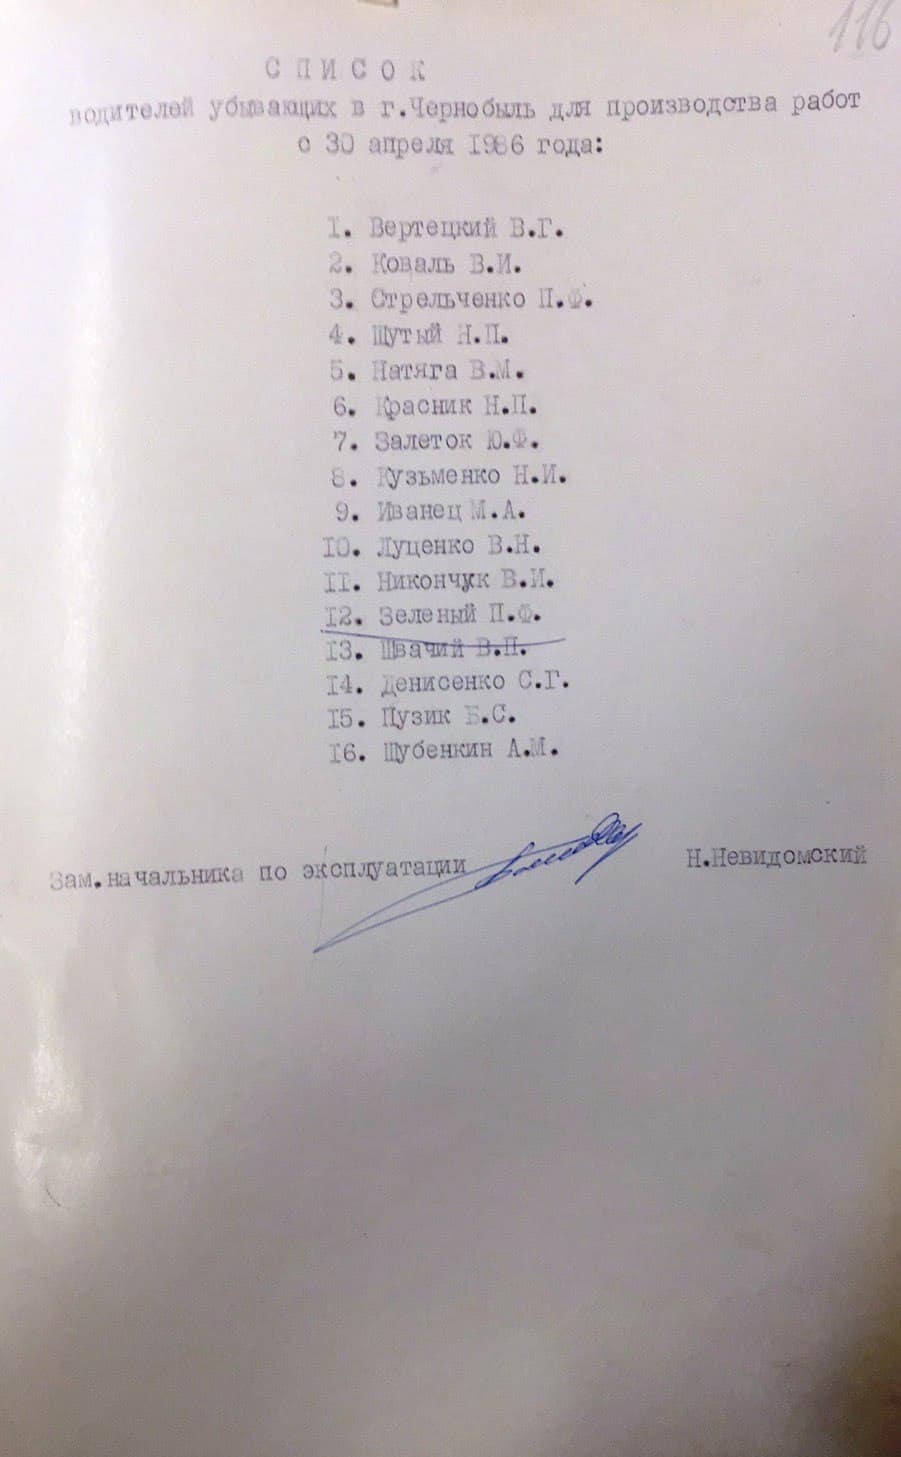 116
С П И С О К
водителей убывающих в г.Чернобыль для производства работ
с 30 апреля 1986 года:
1. Вертецкий В.Г.
2. Коваль В.И.
3. Стрельченко П.Ф.
4. Шутый Н.П.
5. Натяга В.М.
6. Красник Н.П.
7. Залеток Ю.Ф.
8. Кузьменко Н.И.
9. Иванец М.А.
10. Луценко В.Н.
11. Никончук В.И.
12. Зеленый П.Ф.
13. Швачий В.П.
14. Денисенко С.Г.
15. Пузик Б.С.
16. Шубенкин А.М.
Зам.начальника по эксплуатации Н.Невидомский